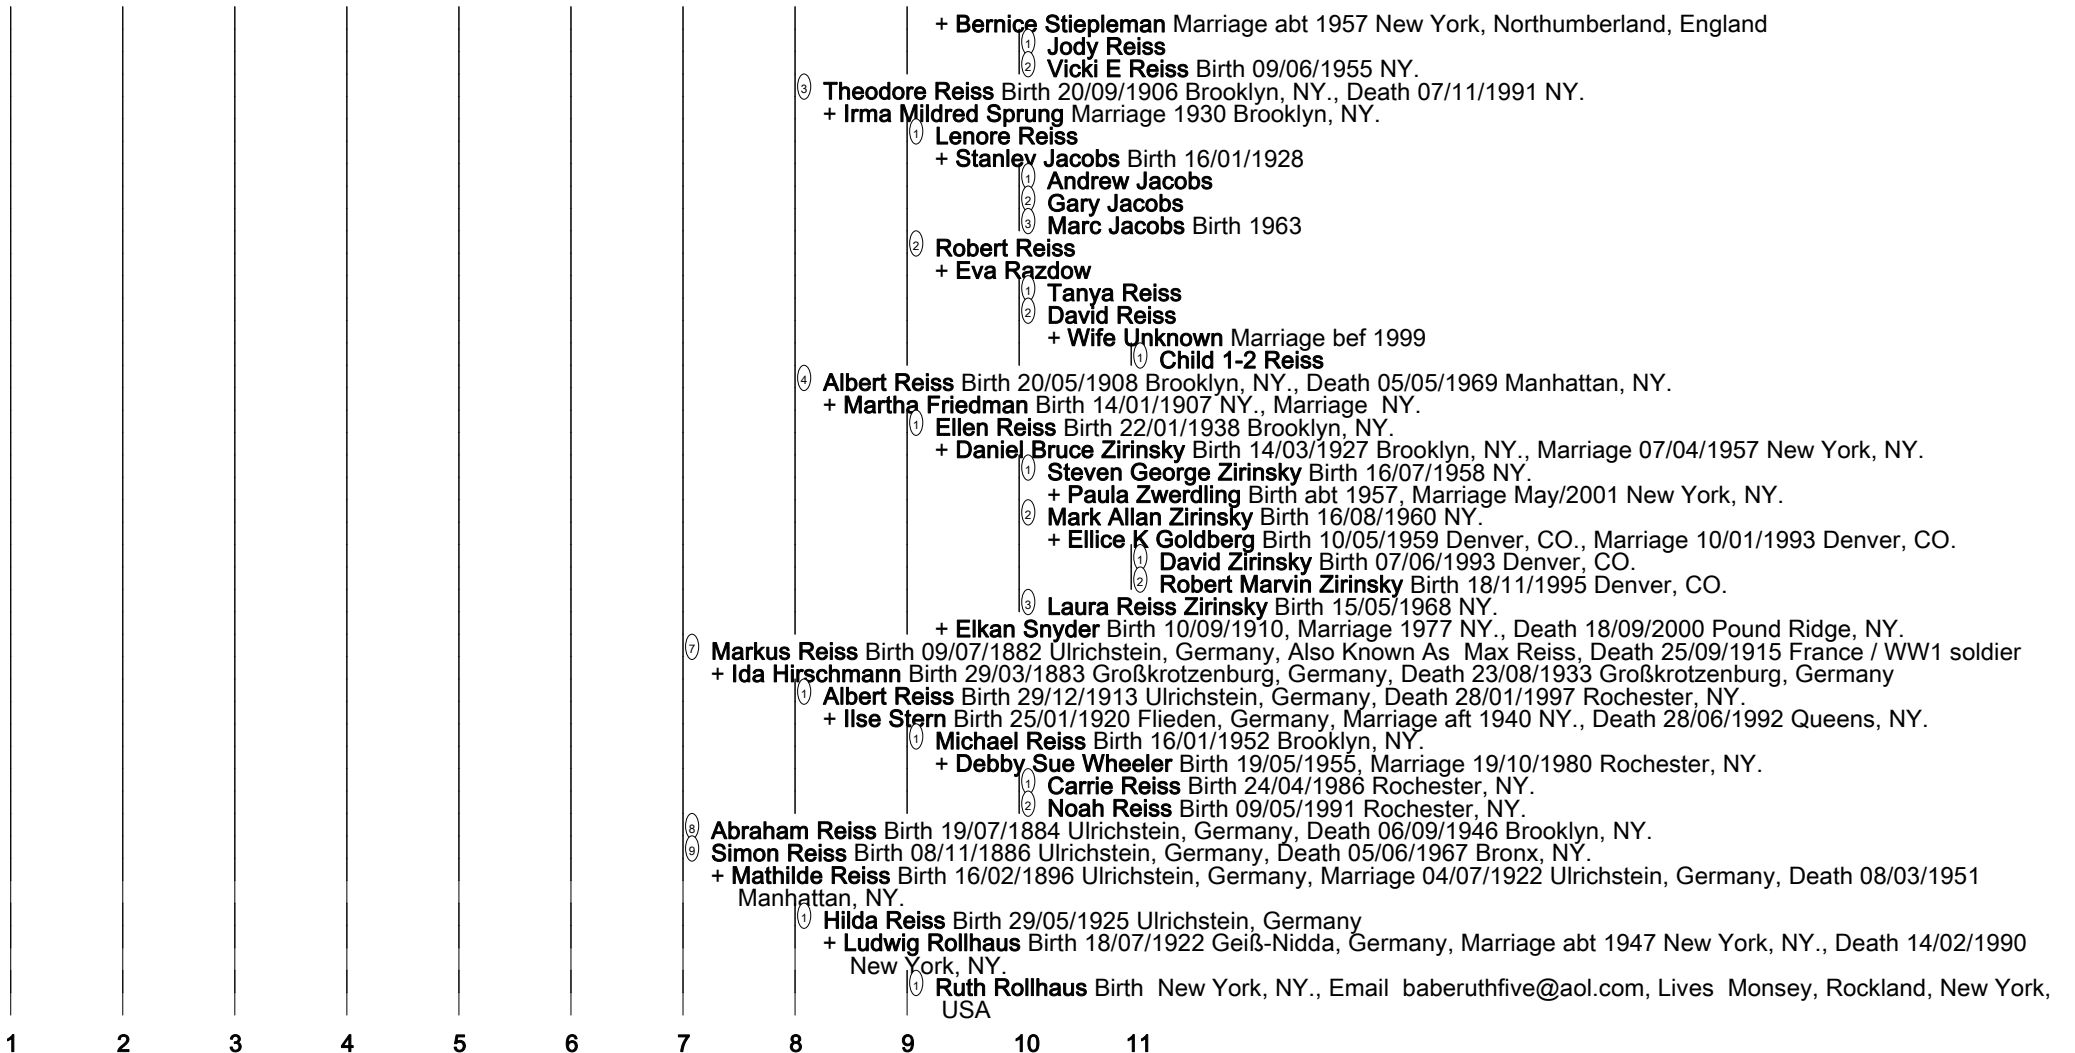 + Bernice Stiepleman Marriage abt 1957 New York, Northumberland, England
1 Jody Reiss
2 Vicki E Reiss Birth 09/06/1955 NY.
3 Theodore Reiss Birth 20/09/1906 Brooklyn, NY., Death 07/11/1991 NY.
+ Irma Mildred Sprung Marriage 1930 Brooklyn, NY.
1 Lenore Reiss
+ Stanley Jacobs Birth 16/01/1928
1 Andrew Jacobs
2 Gary Jacobs
3 Marc Jacobs Birth 1963
2 Robert Reiss
+ Eva Razdow
1 Tanya Reiss
2 David Reiss
+ Wife Unknown Marriage bef 1999
1 Child 1-2 Reiss
4 Albert Reiss Birth 20/05/1908 Brooklyn, NY., Death 05/05/1969 Manhattan, NY.
+ Martha Friedman Birth 14/01/1907 NY., Marriage NY.
1 Ellen Reiss Birth 22/01/1938 Brooklyn, NY.
+ Daniel Bruce Zirinsky Birth 14/03/1927 Brooklyn, NY., Marriage 07/04/1957 New York, NY.
1 Steven George Zirinsky Birth 16/07/1958 NY.
+ Paula Zwerdling Birth abt 1957, Marriage May/2001 New York, NY.
2 Mark Allan Zirinsky Birth 16/08/1960 NY.
+ Ellice K Goldberg Birth 10/05/1959 Denver, CO., Marriage 10/01/1993 Denver, CO.
1 David Zirinsky Birth 07/06/1993 Denver, CO.
2 Robert Marvin Zirinsky Birth 18/11/1995 Denver, CO.
3 Laura Reiss Zirinsky Birth 15/05/1968 NY.
+ Elkan Snyder Birth 10/09/1910, Marriage 1977 NY., Death 18/09/2000 Pound Ridge, NY.
7 Markus Reiss Birth 09/07/1882 Ulrichstein, Germany, Also Known As Max Reiss, Death 25/09/1915 France / WW1 soldier
+ Ida Hirschmann Birth 29/03/1883 Großkrotzenburg, Germany, Death 23/08/1933 Großkrotzenburg, Germany
1 Albert Reiss Birth 29/12/1913 Ulrichstein, Germany, Death 28/01/1997 Rochester, NY.
+ Ilse Stern Birth 25/01/1920 Flieden, Germany, Marriage aft 1940 NY., Death 28/06/1992 Queens, NY.
1 Michael Reiss Birth 16/01/1952 Brooklyn, NY.
+ Debby Sue Wheeler Birth 19/05/1955, Marriage 19/10/1980 Rochester, NY.
1 Carrie Reiss Birth 24/04/1986 Rochester, NY.
2 Noah Reiss Birth 09/05/1991 Rochester, NY.
8 Abraham Reiss Birth 19/07/1884 Ulrichstein, Germany, Death 06/09/1946 Brooklyn, NY.
9 Simon Reiss Birth 08/11/1886 Ulrichstein, Germany, Death 05/06/1967 Bronx, NY.
+ Mathilde Reiss Birth 16/02/1896 Ulrichstein, Germany, Marriage 04/07/1922 Ulrichstein, Germany, Death 08/03/1951
Manhattan, NY.
1 Hilda Reiss Birth 29/05/1925 Ulrichstein, Germany
+ Ludwig Rollhaus Birth 18/07/1922 Geiß-Nidda, Germany, Marriage abt 1947 New York, NY., Death 14/02/1990
New York, NY.
1 Ruth Rollhaus Birth New York, NY., Email baberuthfive@aol.com, Lives Monsey, Rockland, New York,
USA
1 2 3 4 5 6 7 8 9 10 11